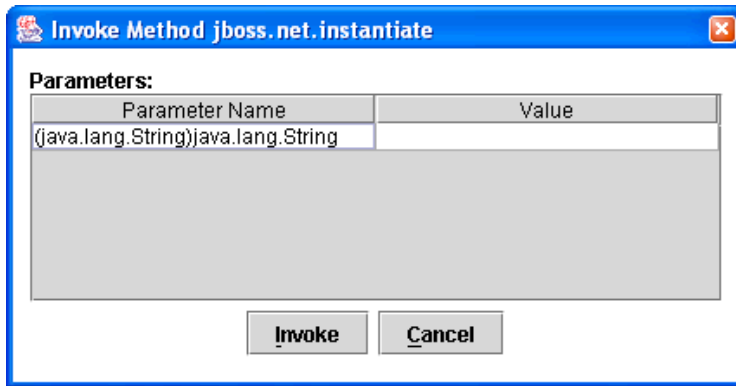 Invoke Method jboss.net.instantiate
Parameters:
Parameter Name Value
(java.lang.String)java.lang.String
Invoke Cancel